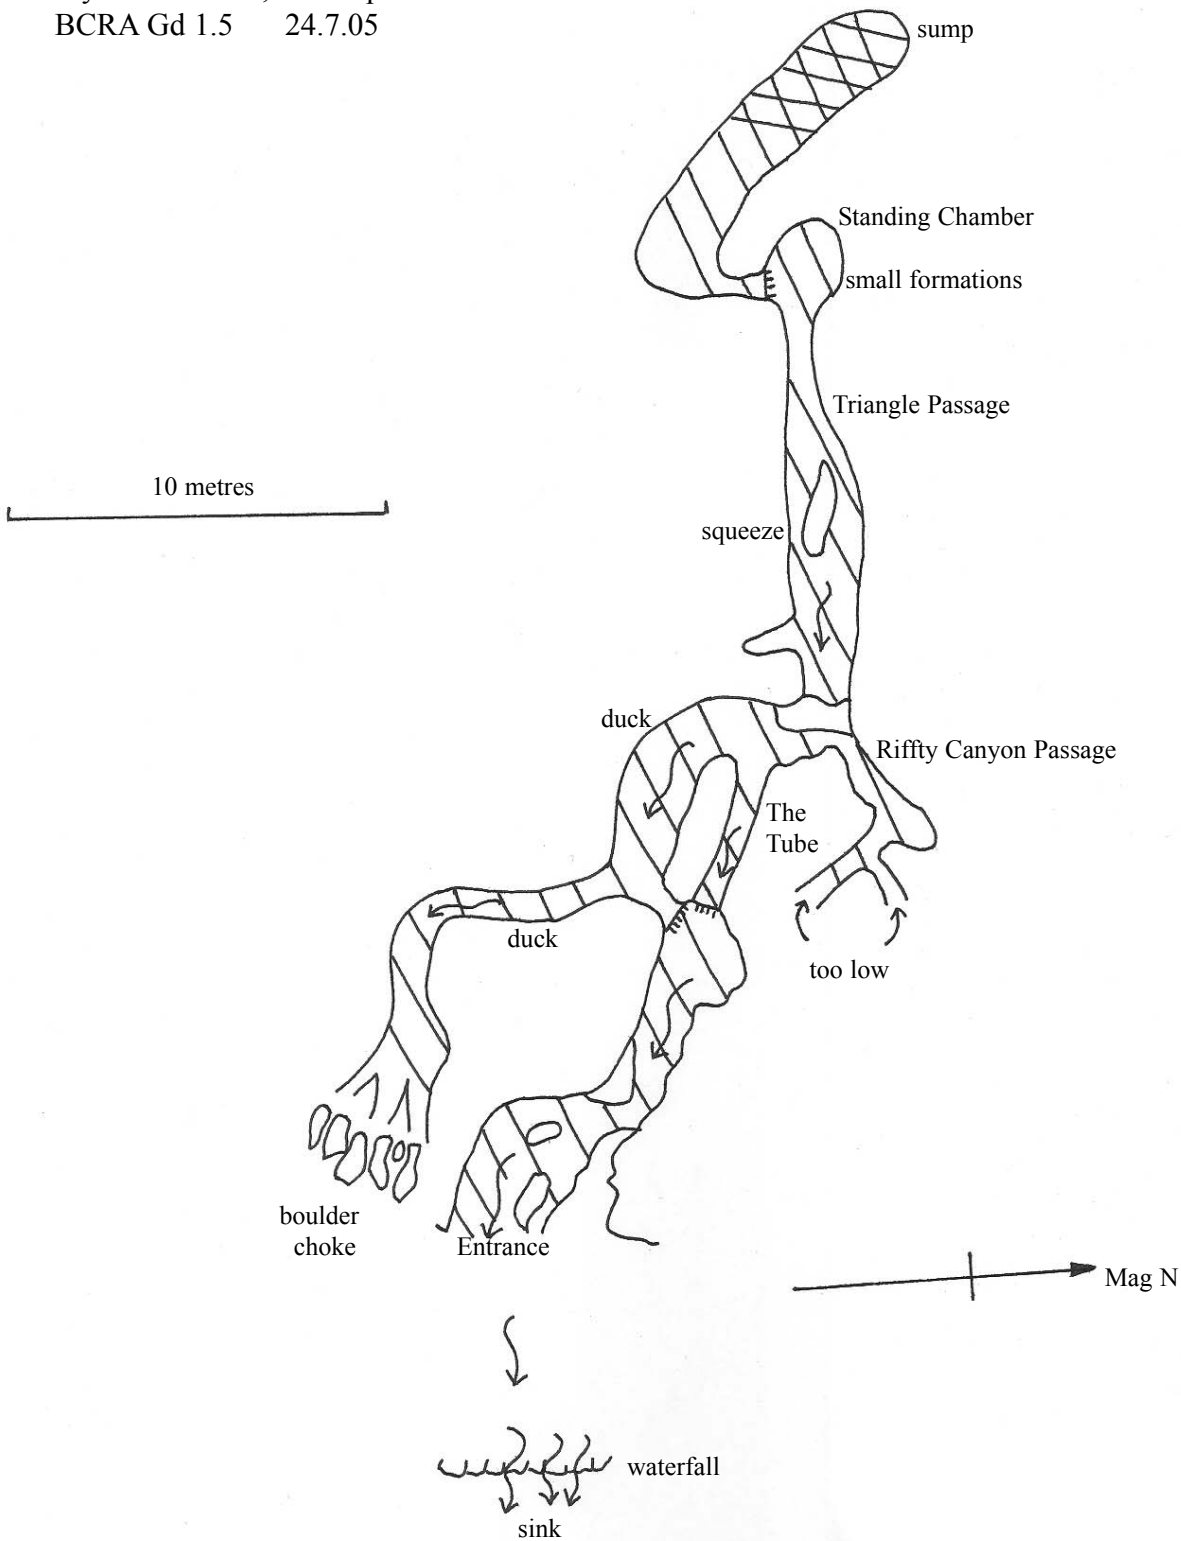 BCRA Gd 1.5 24.7.05
sump
Standing Chamber
small formations
Triangle Passage
10 metres
squeeze
duck
Riffty Canyon Passage
The
Tube
duck
too low
boulder
choke
Entrance
Mag N
waterfall
sink